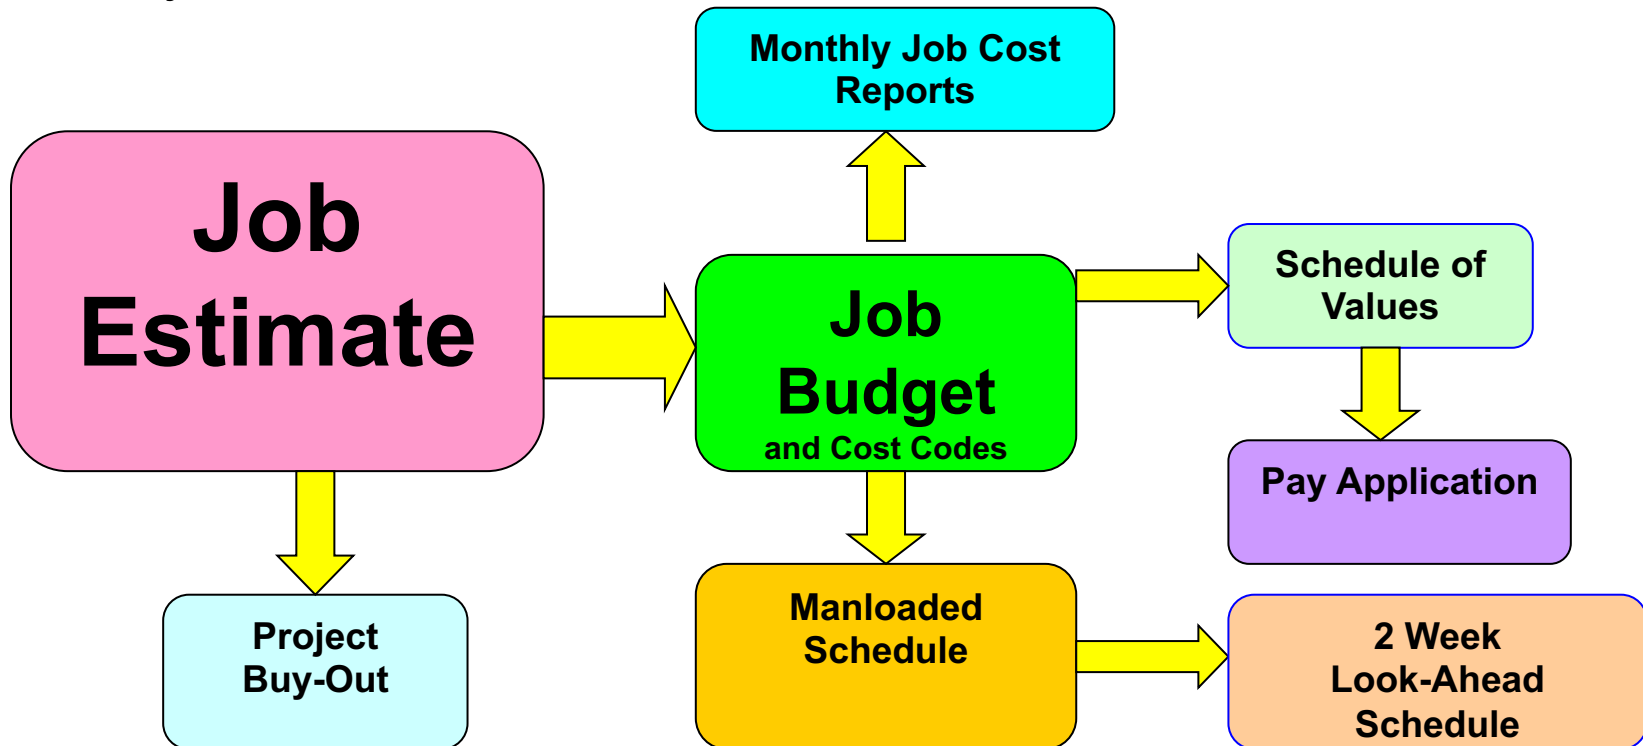 Monthly Job Cost
Reports
Job
Estimate
Job
Budget
and Cost Codes
Schedule of
Values
Pay Application
Project
Buy-Out
Manloaded
Schedule
2 Week
Look-Ahead
Schedule